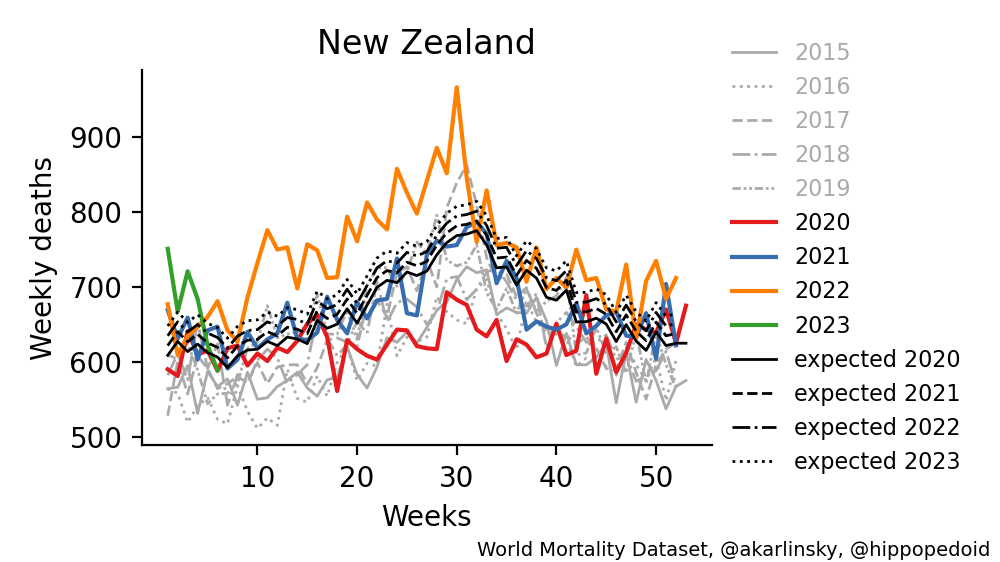 New Zealand
Weekly deaths
900
800
700
600
500
10 20 30 40 50
Weeks
2015
2016
2017
2018
2019
2020
2021
2022
2023
expected 2020
expected 2021
expected 2022
expected 2023
World Mortality Dataset, @akarlinsky, @hippopedoid